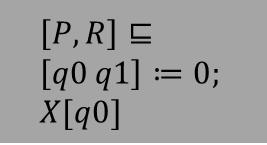 [P, R] ⊑
[q0 q1] ≔ 0;
X[q0]